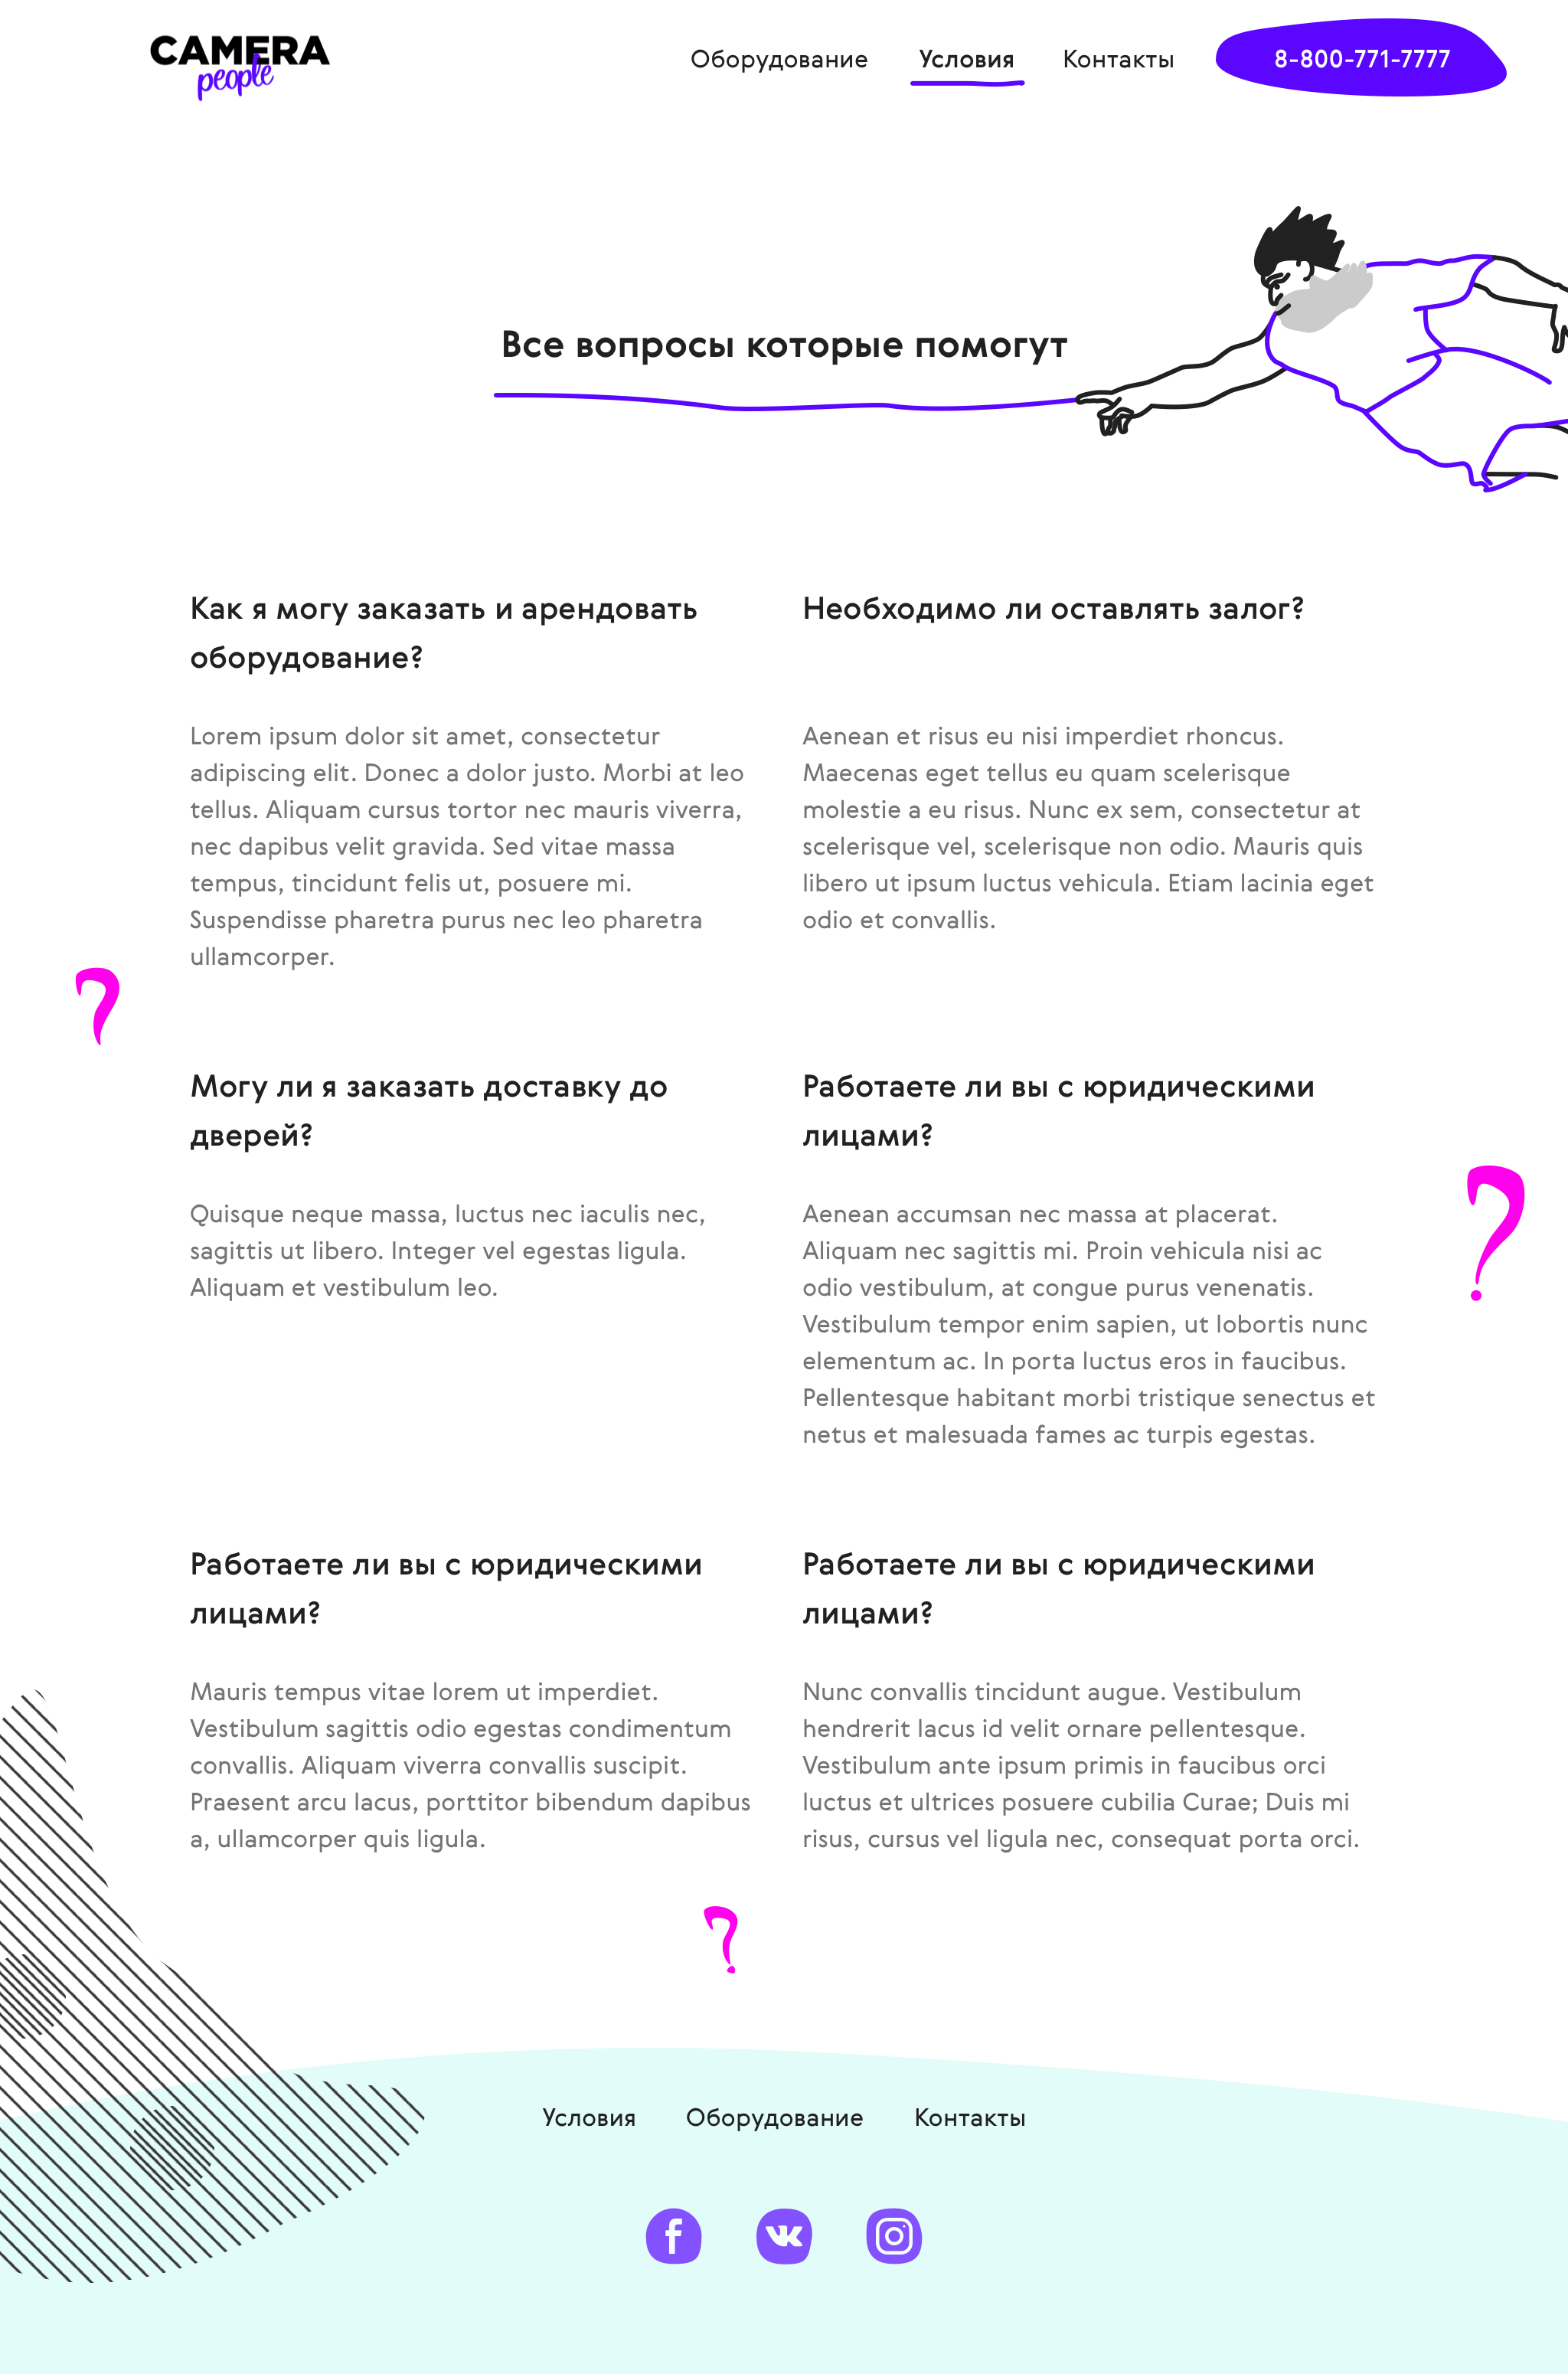 CAMERA
people
Оборудование Условия Контакты 8-800-771-7777
Все вопросы которые помогут
Как я могу заказать и арендовать
оборудование?
Lorem ipsum dolor sit amet, consectetur
adipiscing elit. Donec a dolor justo. Morbi at leo
tellus. Aliquam cursus tortor nec mauris viverra,
nec dapibus velit gravida. Sed vitae massa
tempus, tincidunt felis ut, posuere mi.
Suspendisse pharetra purus nec leo pharetra
ullamcorper.
Необходимо ли оставлять залог?
Aenean et risus eu nisi imperdiet rhoncus.
Maecenas eget tellus eu quam scelerisque
molestie a eu risus. Nunc ex sem, consectetur at
scelerisque vel, scelerisque non odio. Mauris quis
libero ut ipsum luctus vehicula. Etiam lacinia eget
odio et convallis.
?
Могу ли я заказать доставку до
дверей?
Quisque neque massa, luctus nec iaculis nec,
sagittis ut libero. Integer vel egestas ligula.
Aliquam et vestibulum leo.
Работаете ли вы с юридическими
лицами?
Aenean accumsan nec massa at placerat.
Aliquam nec sagittis mi. Proin vehicula nisi ac
odio vestibulum, at congue purus venenatis.
Vestibulum tempor enim sapien, ut lobortis nunc
elementum ac. In porta luctus eros in faucibus.
Pellentesque habitant morbi tristique senectus et
netus et malesuada fames ac turpis egestas.
?
Работаете ли вы с юридическими
лицами?
Mauris tempus vitae lorem ut imperdiet.
Vestibulum sagittis odio egestas condimentum
convallis. Aliquam viverra convallis suscipit.
Praesent arcu lacus, porttitor bibendum dapibus
a, ullamcorper quis ligula.
Работаете ли вы с юридическими
лицами?
Nunc convallis tincidunt augue. Vestibulum
hendrerit lacus id velit ornare pellentesque.
Vestibulum ante ipsum primis in faucibus orci
luctus et ultrices posuere cubilia Curae; Duis mi
risus, cursus vel ligula nec, consequat porta orci.
?
Условия Оборудование Контакты